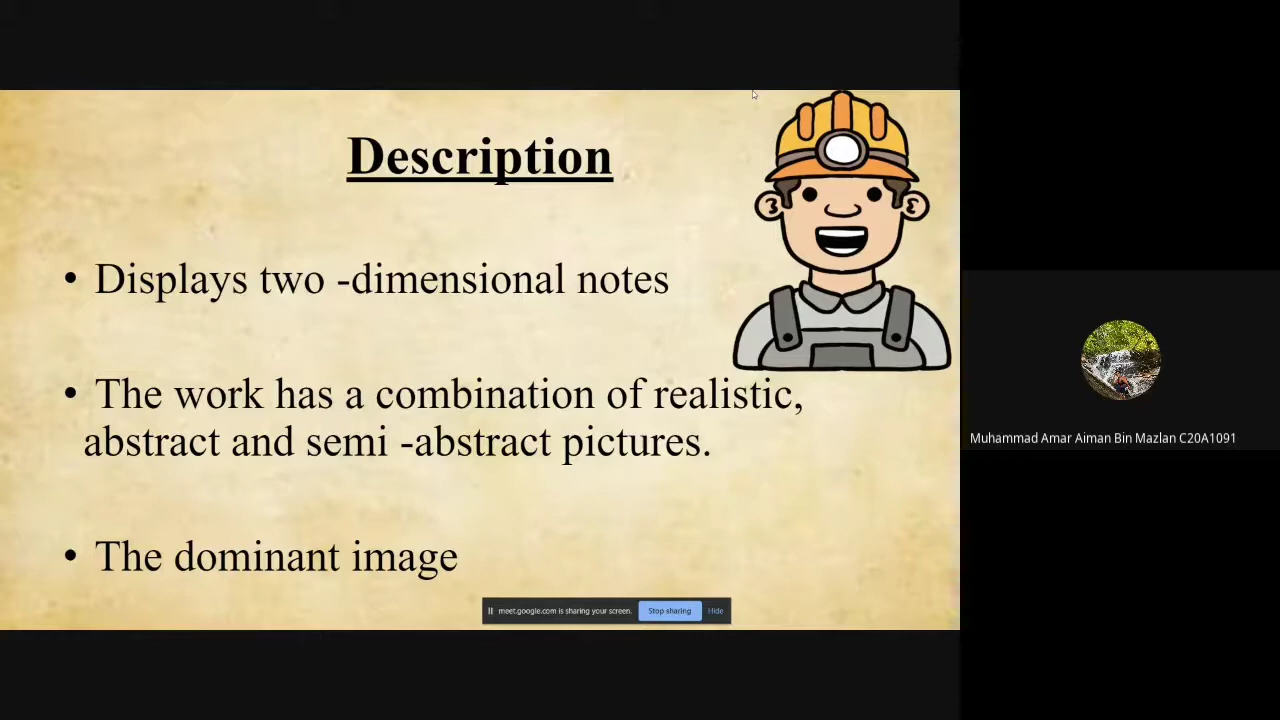 Description
• Displays two -dimensional notes
• The work has a combination of realistic,
abstract and semi -abstract pictures.
• The dominant image
meet.google.com is sharing your screen. Stop sharing Hide
Muhammad Amar Aiman Bin Mazlan C20A1091